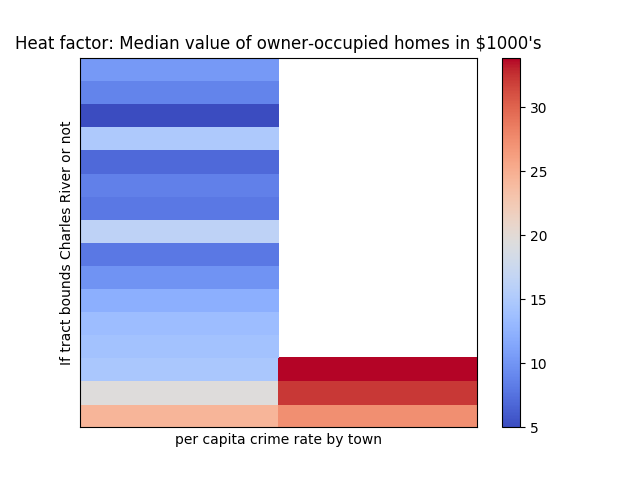 Heat factor: Median value of owner-occupied homes in $1000's
If tract bounds Charles River or not
30
25
20
15
10
5
per capita crime rate by town